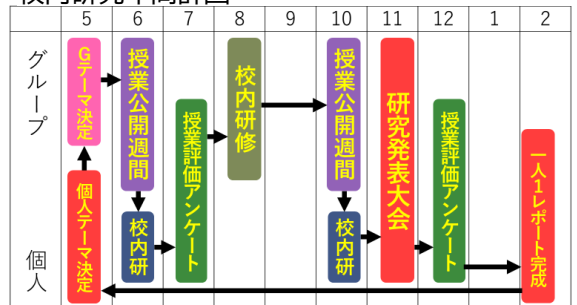 5 6 7 8 9 10 11 12 1 2
グループ
個人
Gテーマ決定
個人テーマ決定
授業公開週間
校内研
授業評価アンケート
校内研修
授業公開週間
校内研
研究発表大会
授業評価アンケート
一人1レポート完成